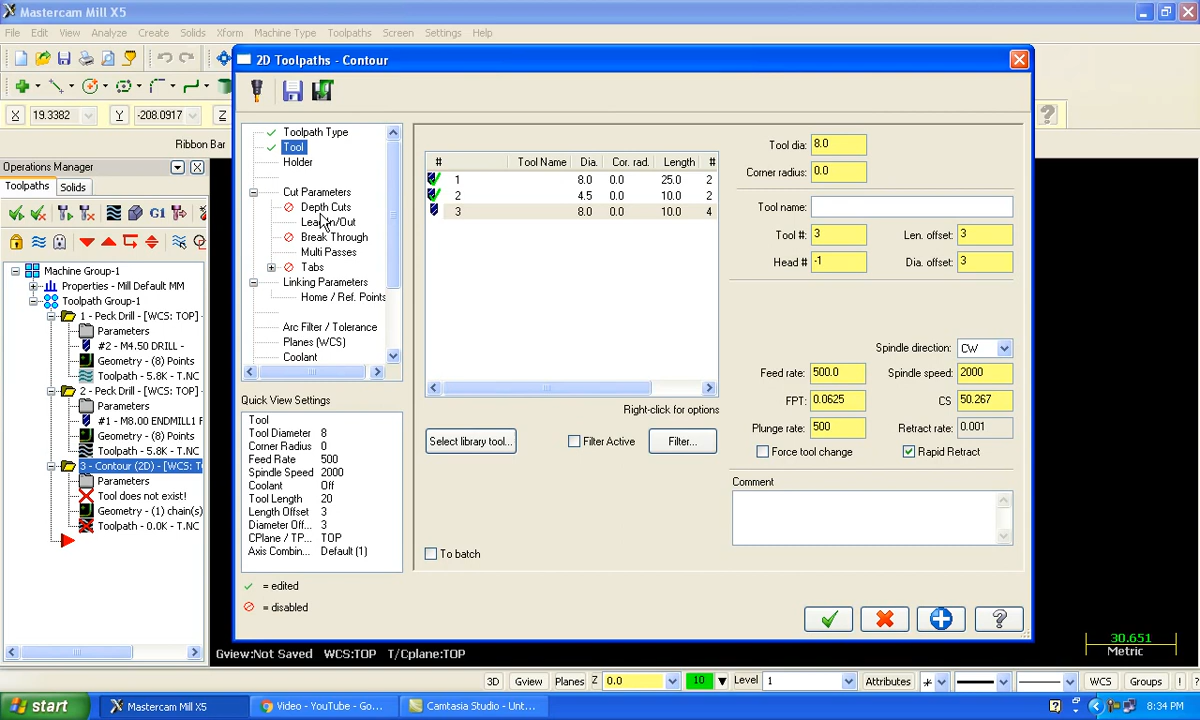 Mastercam Mill X5
File Edit View Analyze Create Solids Xform Machine Type Toolpaths Screen Settings Help
X 19.3382 Y -208.0917 Z
Ribbon Bar
Operations Manager
Toolpaths Solids
G1
Machine Group-1
Properties - Mill Default MM
Toolpath Group-1
1 - Peck Drill - [WCS: TOP] -
Parameters
#2 - M4.50 DRILL -
Geometry - (8) Points
Toolpath - 5.8K - T.NC
2 - Peck Drill - [WCS: TOP] -
Parameters
#1 - M8.00 ENDMILL1 F
Geometry - (8) Points
Toolpath - 5.8K - T.NC
3 - Contour (2D) - [WCS: T
Parameters
Tool does not exist!
Geometry - (1) chain(s)
Toolpath - 0.0K - T.NC
2D Toolpaths - Contour
Toolpath Type
Tool
Holder
Cut Parameters
Depth Cuts
Lead In/Out
Break Through
Multi Passes
Tabs
Linking Parameters
Home / Ref. Points
Arc Filter / Tolerance
Planes (WCS)
Coolant
Quick View Settings
Tool
Tool Diameter 8
Corner Radius 0
Feed Rate 500
Spindle Speed 2000
Coolant Off
Tool Length 20
Length Offset 3
Diameter Off... 3
CPlane / TP... TOP
Axis Combin... Default (1)
= edited
= disabled
# Tool Name Dia. Cor. rad. Length #
1 8.0 0.0 25.0 2
2 4.5 0.0 10.0 2
3 8.0 0.0 10.0 4
Right-click for options
Select library tool... Filter Active Filter...
To batch
Tool dia: 8.0
Corner radius: 0.0
Tool name:
Tool #: 3 Len. offset: 3
Head # -1 Dia. offset: 3
Spindle direction: CW
Feed rate: 500.0 Spindle speed: 2000
FPT: 0.0625 CS 50.267
Plunge rate: 500 Retract rate: 0.001
Force tool change Rapid Retract
Comment
30.651
Metric
Gview:Not Saved WCS:TOP T/Cplane:TOP
3D Gview Planes Z 0.0 10 Level 1 Attributes WCS Groups ! ?
start Mastercam Mill X5 Video - YouTube - Go... Camtasia Studio - Unt... 8:34 PM